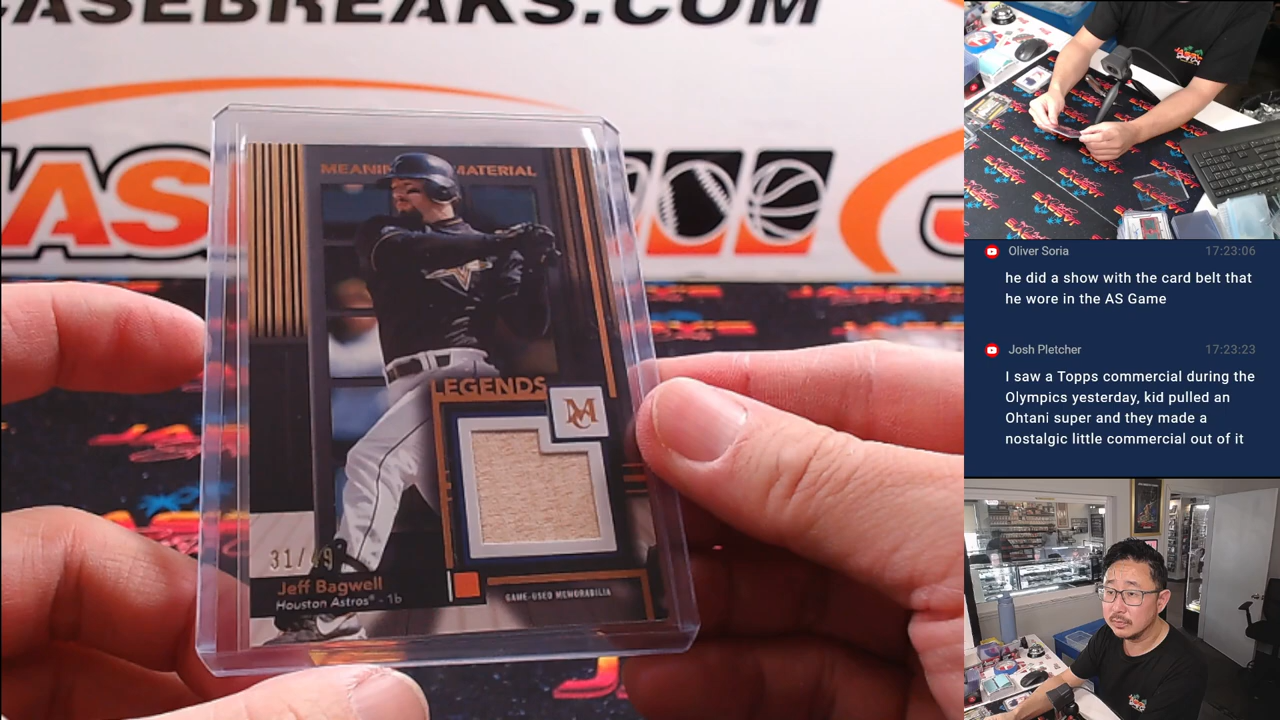 CASEBREAKS.COM
JAS
J
MEANIN
MATERIAL
LEGENDS
M
31/49
Jeff Bagwell
Houston Astros® - 1b
GAME-USED MEMORABILIA
Oliver Soria
17:23:06
he did a show with the card belt that
he wore in the AS Game
Josh Pletcher
17:23:23
I saw a Topps commercial during the
Olympics yesterday, kid pulled an
Ohtani super and they made a
nostalgic little commercial out of it